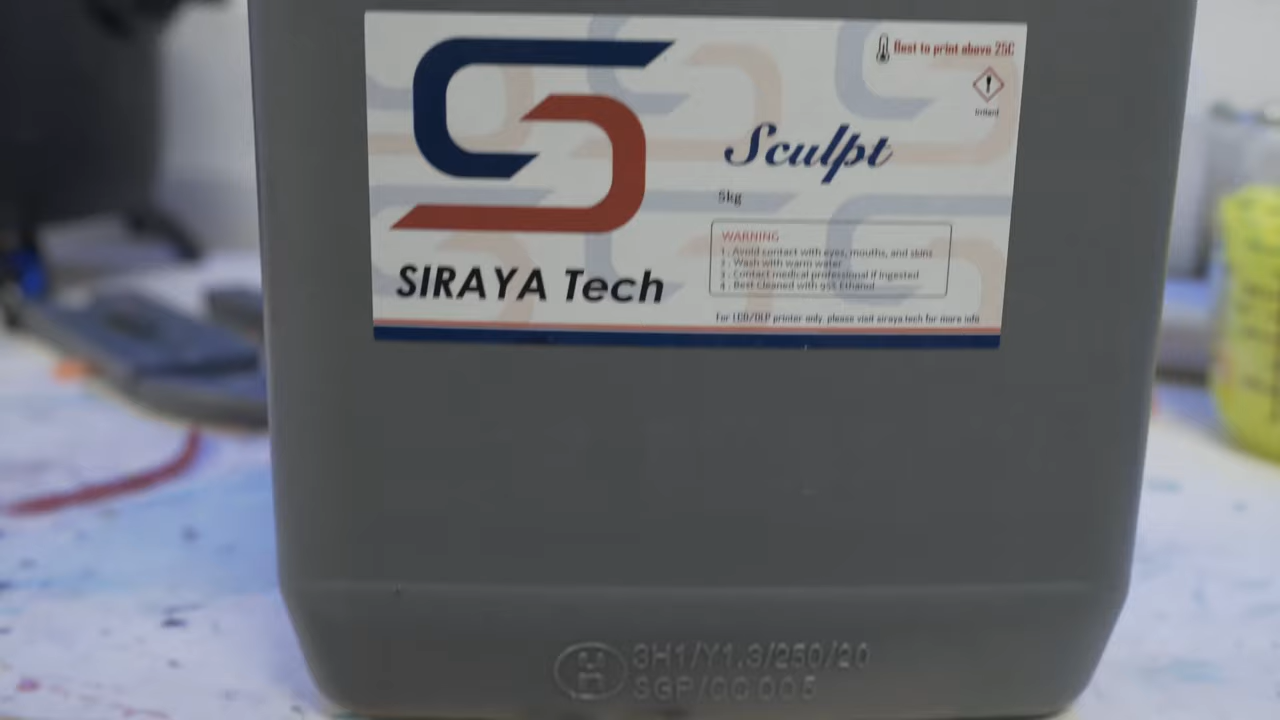 Best to print above 25C
Irritant
Sculpt
5kg
WARNING
1. Avoid contact with eyes, mouths, and skins
2. Wash with warm water
3. Contact medical professional if ingested
4. Best Cleaned with 95% Ethanol
For LCD/DLP printer only, please visit siraya.tech for more info
SIRAYA Tech
3H1/Y1.3/250/20
SGP/